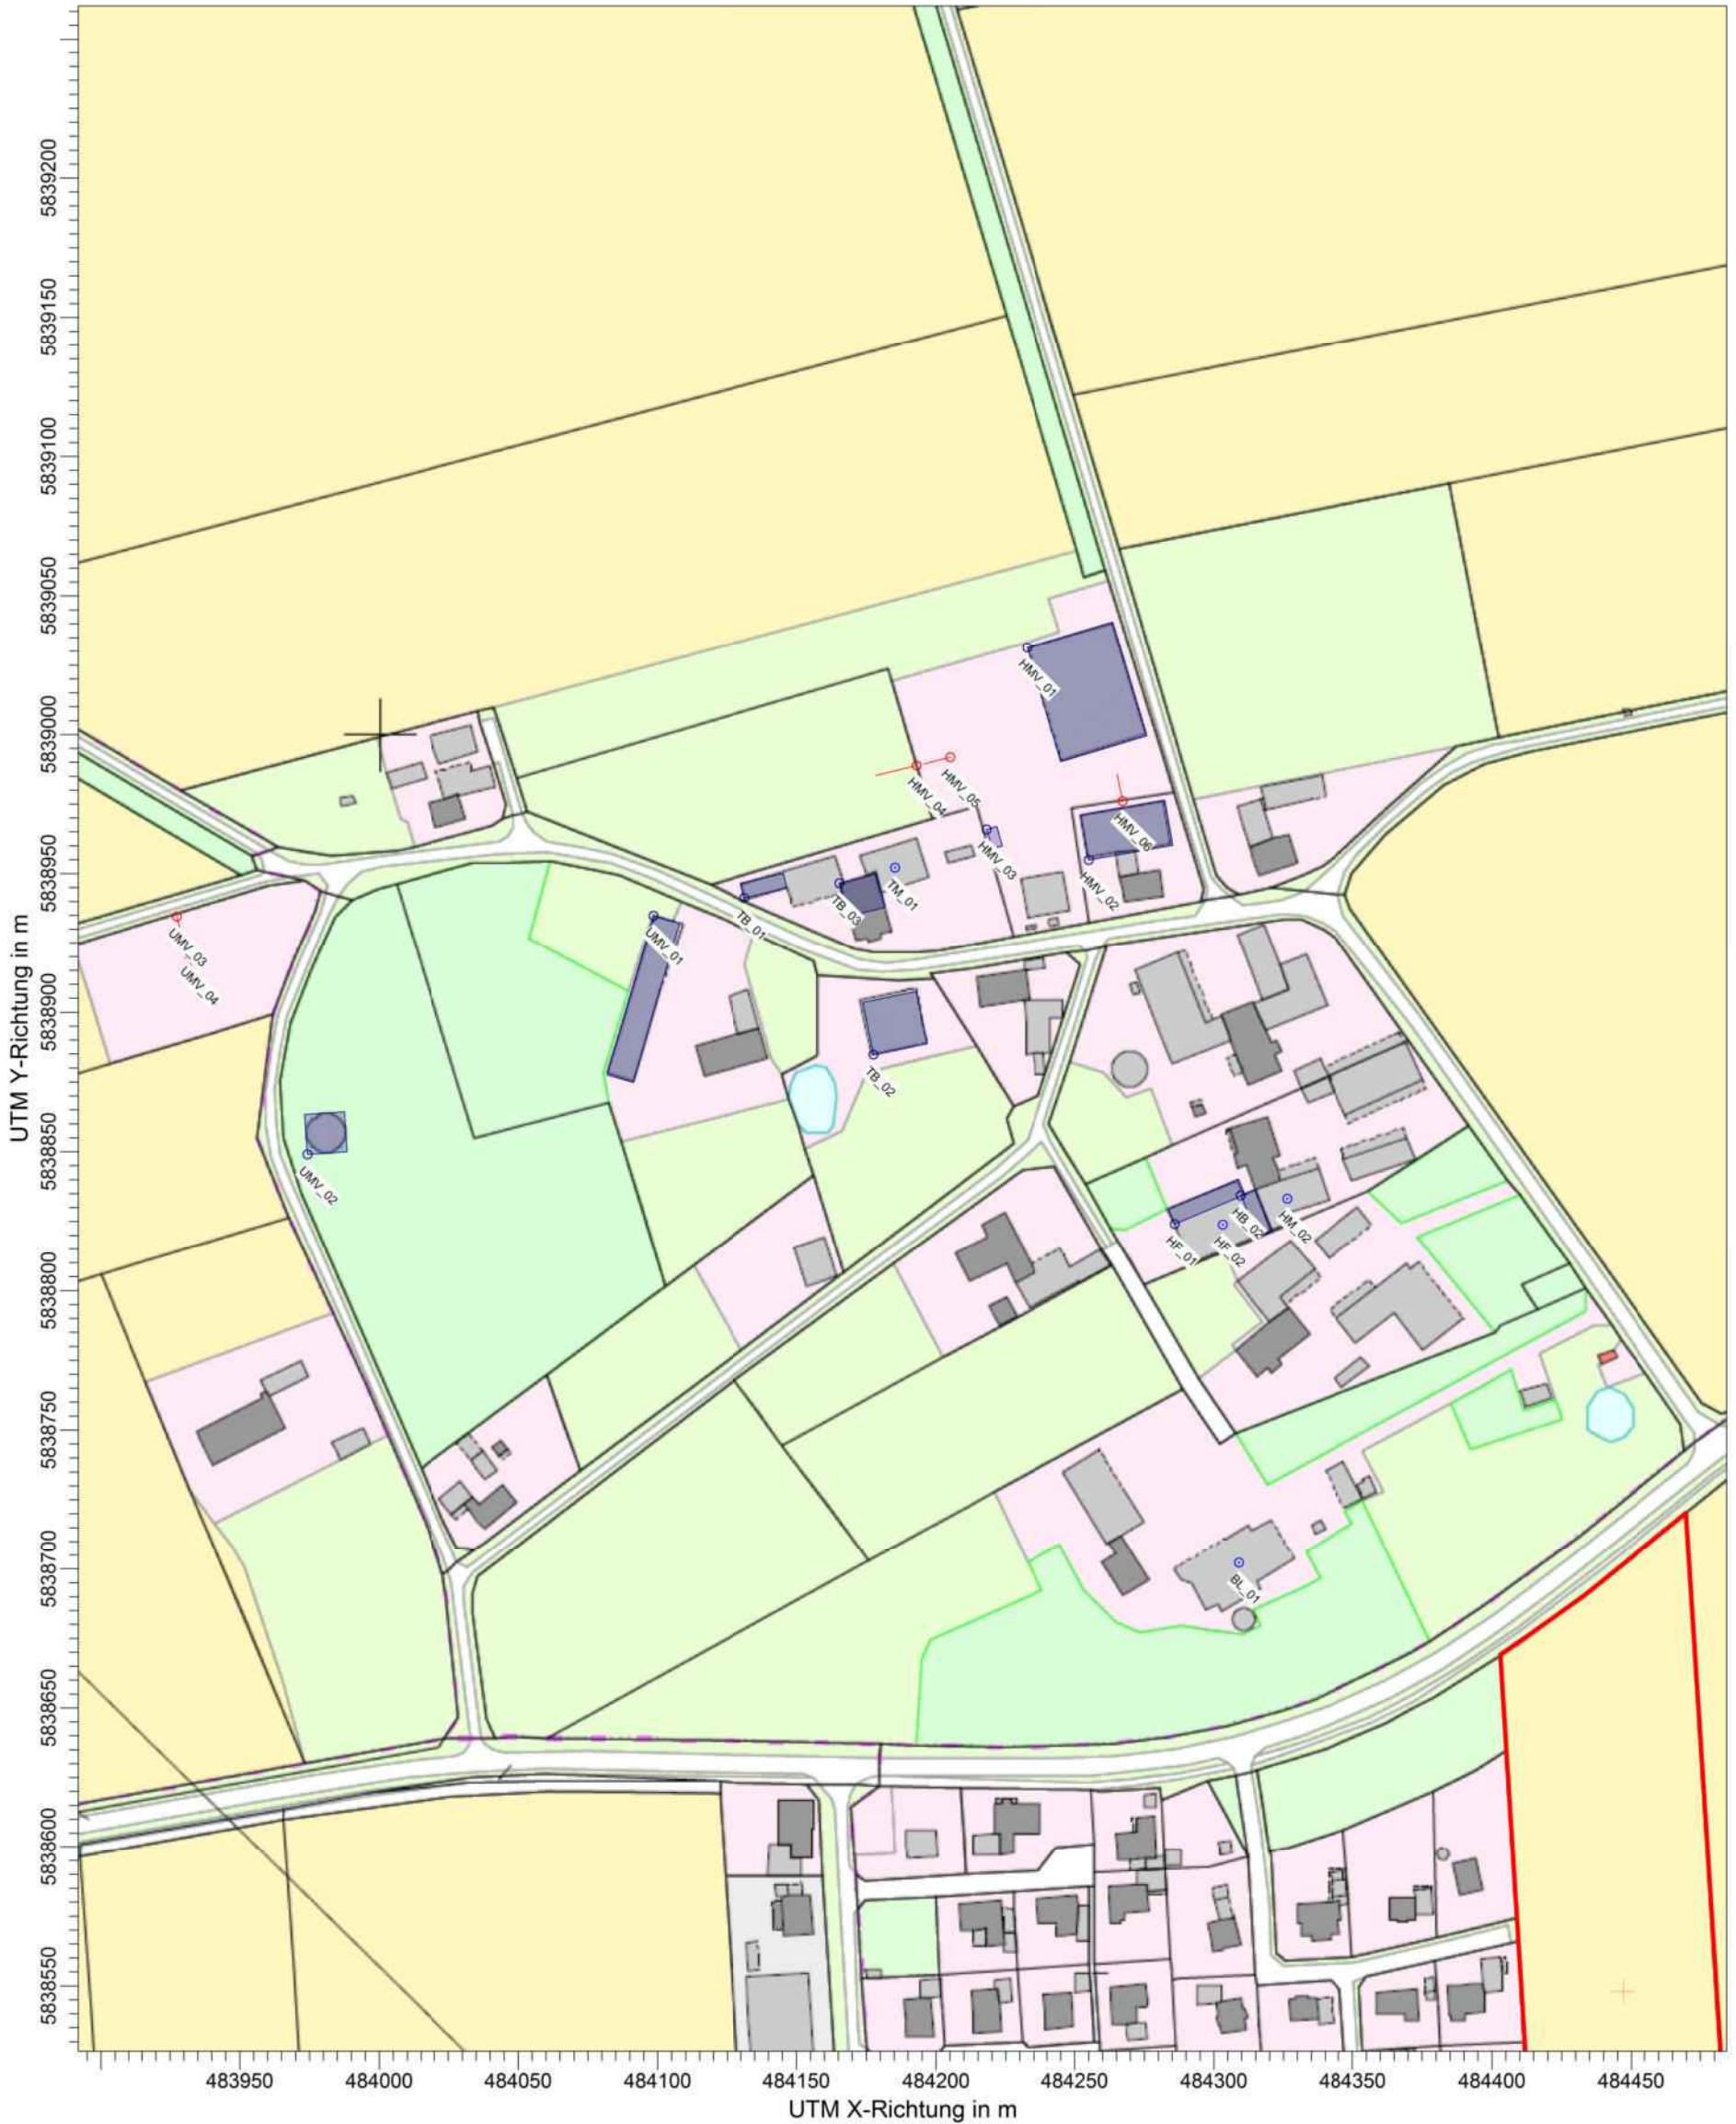 5839200
5839150
5839100
5839050
HMV_01
5839000
HMV_05
HMV_04
HMV_06
HMV_03
5838950
HMV_02
TM_01
TB_03
TB_01
UMV_01
UMV_03
UMV_04
5838900
TB_02
UTM Y-Richtung in m
5838850
UMV_02
HB_02
HM_02
HF_01
HF_02
5838800
5838750
5838700
BL_01
5838650
5838600
5838550
483950 484000 484050 484100 484150 484200 484250 484300 484350 484400 484450
UTM X-Richtung in m